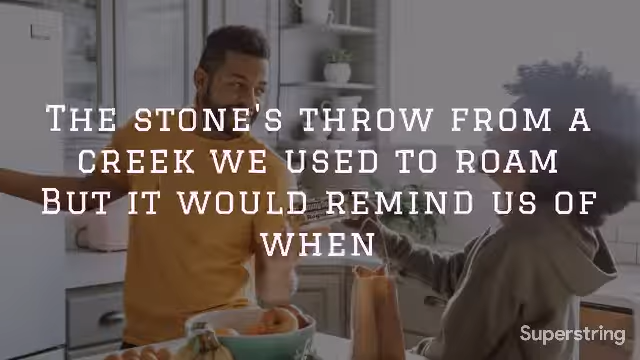 The stone's throw from a
creek we used to roam
But it would remind us of
when
Superstring